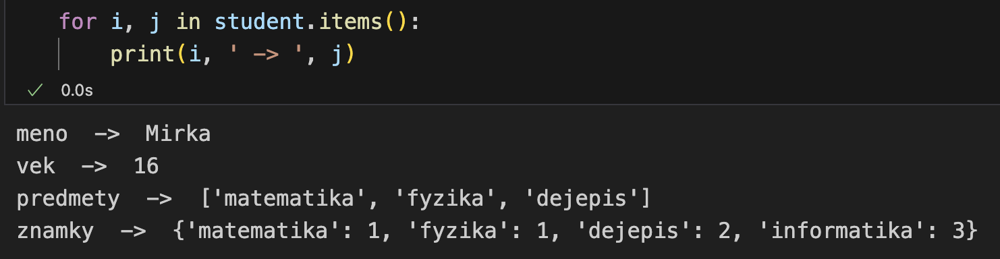 for i, j in student.items():
    print(i, ' -> ', j)
0.0s
meno  ->  Mirka
vek  ->  16
predmety  ->  ['matematika', 'fyzika', 'dejepis']
znamky  ->  {'matematika': 1, 'fyzika': 1, 'dejepis': 2, 'informatika': 3}